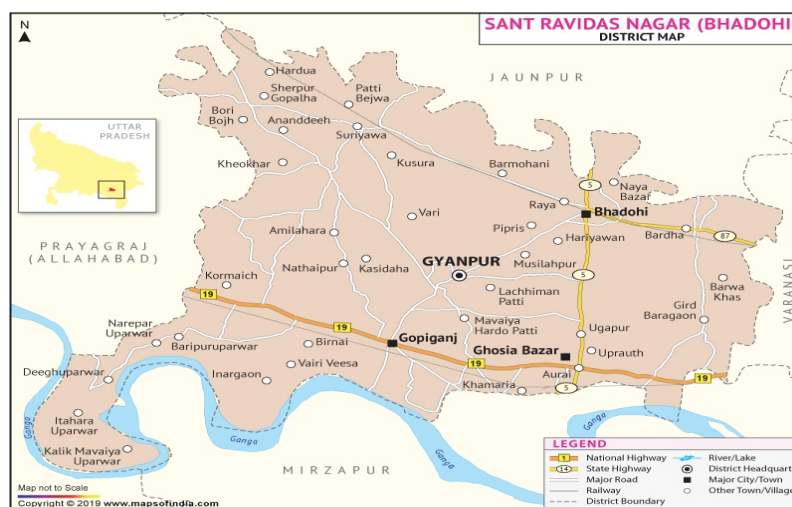 SANT RAVIDAS NAGAR (BHADOHI
DISTRICT MAP
N
JAUNPUR
Hardua
Sherpur
Gopalha
Patti
Bejwa
Bori
Bojh
Ananddeeh
Suriyawa
UTTAR
PRADESH
Kheokhar
Kusura
Barmohani
5
Naya
Bazar
Raya
Bhadohi
Vari
Pipris
Hariyawan
Bardha
87
Amilahara
PRAYAGRAJ
(ALLAHABAD)
Nathaipur
Kasidaha
GYANPUR
Musilahpur
5
Kormaich
Lachhiman
Patti
Barwa
Khas
VARANASI
19
Mavaiya
Hardo Patti
Gird
Baragaon
Narepar
Uparwar
19
Gopiganj
Ugapur
Baripuruparwar
Birnai
Ghosia Bazar
Uprauth
Deeghuparwar
Vairi Veesa
19
Aurai
19
Inargaon
Khamaria
5
Itahara
Uparwar
Ganga
Ganga
Ganga
Ganga
Kalik Mavaiya
Uparwar
MIRZAPUR
LEGEND
1 National Highway
River/Lake
14 State Highway
District Headquart
Major Road
Major City/Town
Railway
Other Town/Village
District Boundary
Map not to Scale
Copyright © 2019 www.mapsofindia.com